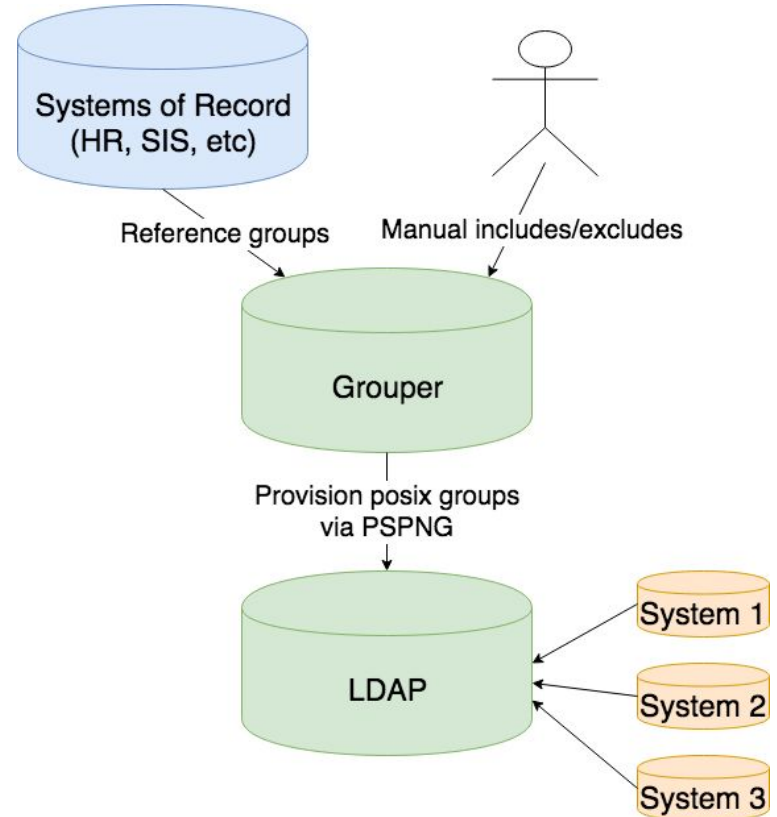 Systems of Record
(HR, SIS, etc)
Reference groups
Manual includes/excludes
Grouper
Provision posix groups
via PSPNG
LDAP
System 1
System 2
System 3